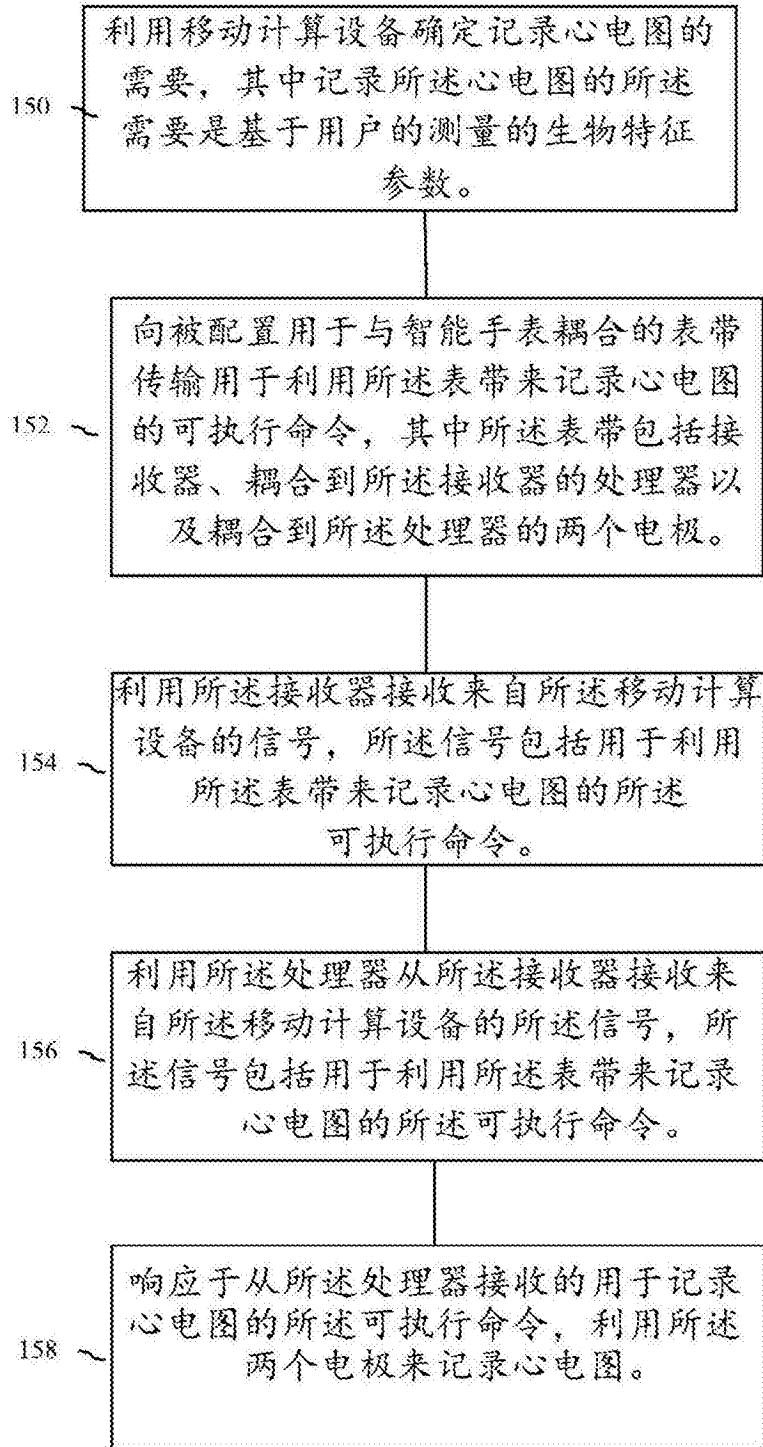 利用移动计算设备确定记录心电图的
需要，其中记录所述心电图的所述
需要是基于用户的测量的生物特征
参数。
150
向被配置用于与智能手表耦合的表带
传输用于利用所述表带来记录心电图
的可执行命令，其中所述表带包括接
收器、耦合到所述接收器的处理器以
及耦合到所述处理器的两个电极。
152
利用所述接收器接收来自所述移动计算
设备的信号，所述信号包括用于利用
所述表带来记录心电图的所述
可执行命令。
154
利用所述处理器从所述接收器接收来
自所述移动计算设备的所述信号，所
述信号包括用于利用所述表带来记录
心电图的所述可执行命令。
156
响应于从所述处理器接收的用于记录
心电图的所述可执行命令，利用所述
两个电极来记录心电图。
158